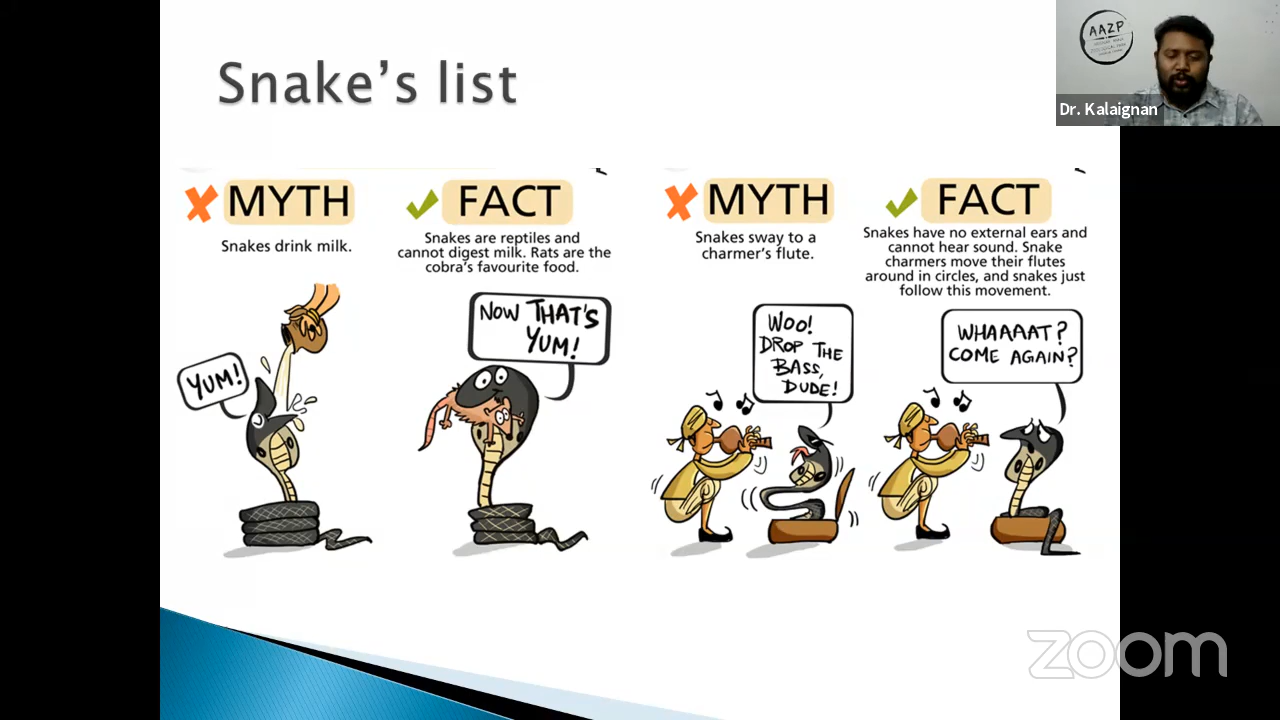 Snake's list
AAZP
Dr. Kalaignan
MYTH
Snakes drink milk.
YUM!
FACT
Snakes are reptiles and
cannot digest milk. Rats are the
cobra's favourite food.
NOW THAT'S
YUM!
MYTH
Snakes sway to a
charmer's flute.
WOO!
DROP THE
BASS,
DUDE!
FACT
Snakes have no external ears and
cannot hear sound. Snake
charmers move their flutes
around in circles, and snakes just
follow this movement.
WHAAAAT?
COME AGAIN?
zoom